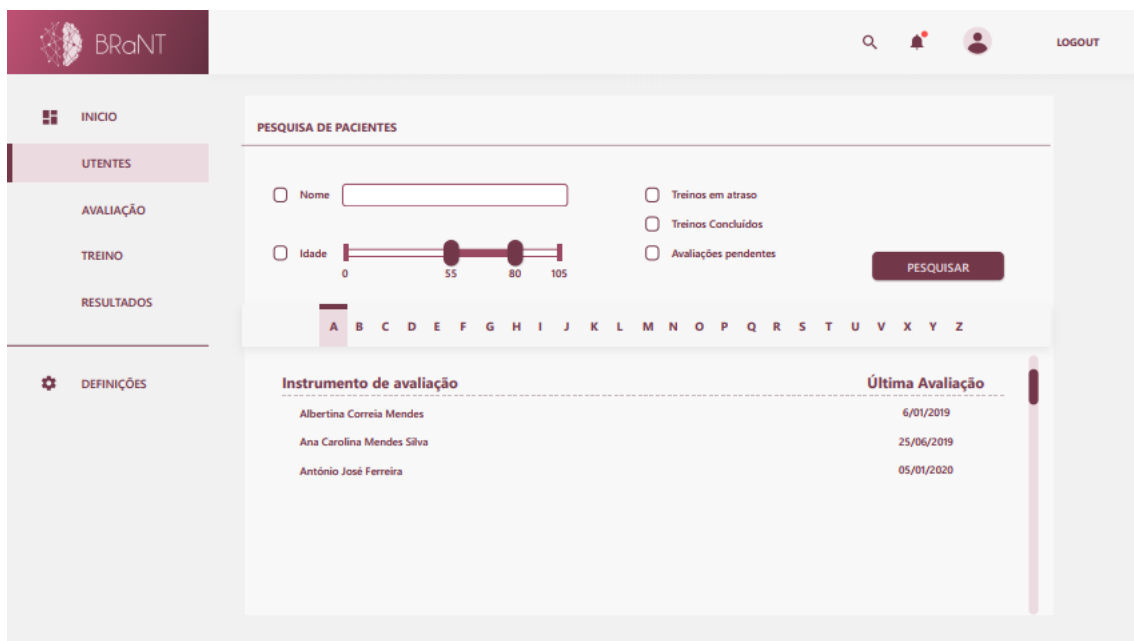 BRaNT
LOGOUT
INICIO
UTENTES
AVALIAÇÃO
TREINO
RESULTADOS
DEFINIÇÕES
PESQUISA DE PACIENTES
Nome
Treinos em atraso
Treinos Concluídos
Idade
Avaliações pendentes
0 55 80 105
PESQUISAR
A B C D E F G H I J K L M N O P Q R S T U V X Y Z
Instrumento de avaliação Última Avaliação
Albertina Correia Mendes 6/01/2019
Ana Carolina Mendes Silva 25/06/2019
António José Ferreira 05/01/2020